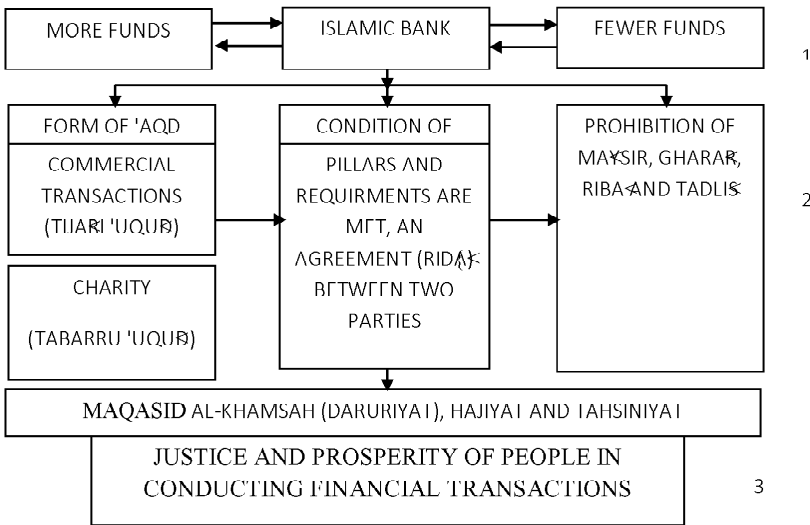 MORE FUNDS
ISLAMIC BANK
FEWER FUNDS
1
FORM OF 'AQD
COMMERCIAL
TRANSACTIONS
(TIJARI 'UQUD)
CHARITY
(TABARRU 'UQUD)
CONDITION OF
PILLARS AND
REQUIRMENTS ARE
MET, AN
AGREEMENT (RIDA)
BETWEEN TWO
PARTIES
PROHIBITION OF
MAYSIR, GHARAR,
RIBA AND TADLIS
2
MAQASID AL-KHAMSAH (DARURIYAT), HAJIYAT AND TAHSINIYAT
JUSTICE AND PROSPERITY OF PEOPLE IN
CONDUCTING FINANCIAL TRANSACTIONS
3